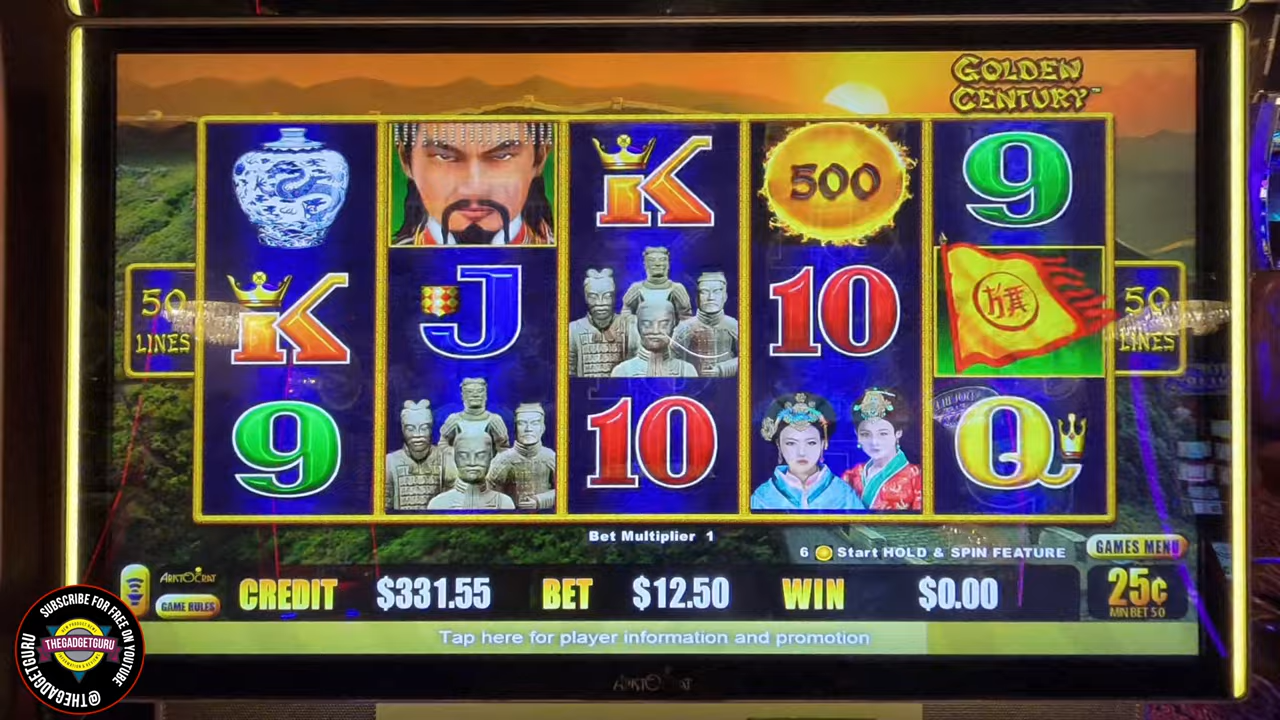 GOLDEN
CENTURY™
K
500
9
50
LINES
K
J
10
旗
50
LINES
9
10
Q
Bet Multiplier 1
6 Start HOLD & SPIN FEATURE
GAMES MENU
ARISTOCRAT
GAME RULES
CREDIT $331.55 BET $12.50 WIN $0.00
25¢
MIN BET 50
Tap here for player information and promotion
SUBSCRIBE FOR FREE ON YOUTUBE
THEGADGETGURU
@THEGADGETGURU